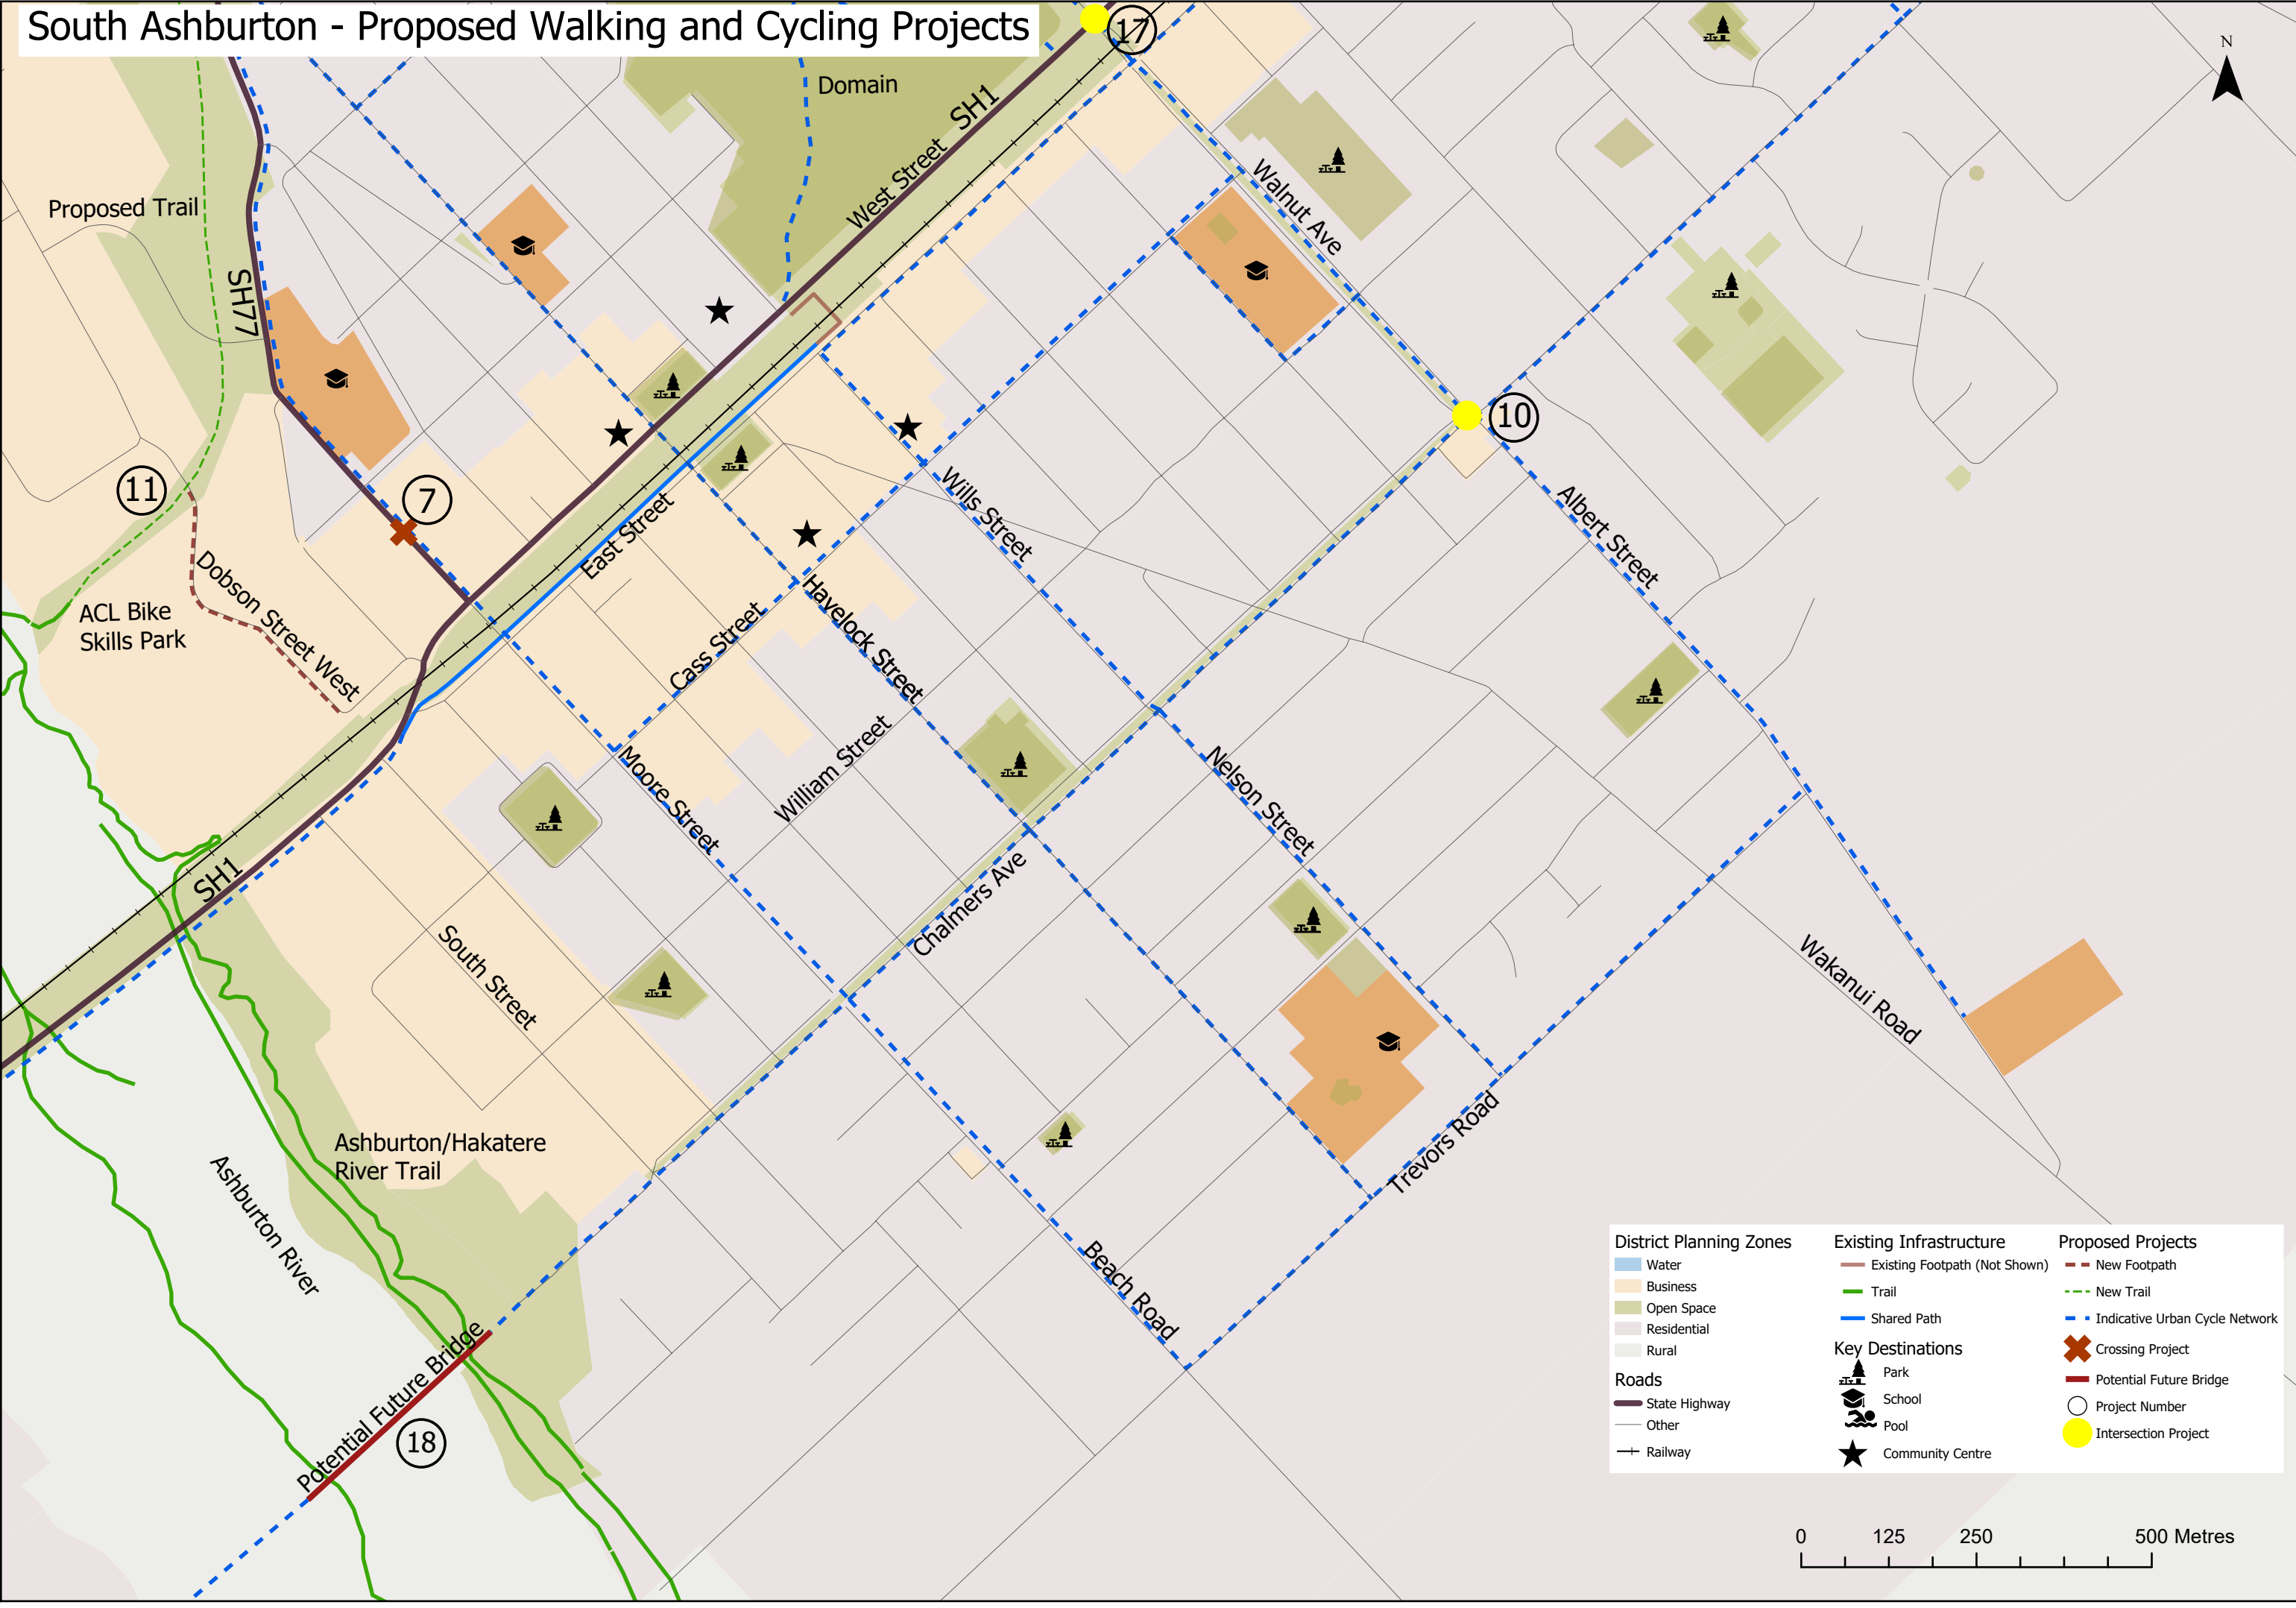 South Ashburton - Proposed Walking and Cycling Projects
17
N
Domain
SH1
West Street
Walnut Ave
Proposed Trail
SH77
10
11
7
Wills Street
Albert Street
East Street
Dobson Street West
ACL Bike
Skills Park
Havelock Street
Cass Street
William Street
Moore Street
Nelson Street
SH1
Chalmers Ave
South Street
Wakanui Road
Ashburton/Hakatere
River Trail
Ashburton River
Trevors Road
Beach Road
Potential Future Bridge
18
District Planning Zones
Water
Business
Open Space
Residential
Rural
Roads
State Highway
Other
Railway
Existing Infrastructure
Existing Footpath (Not Shown)
Trail
Shared Path
Key Destinations
Park
School
Pool
Community Centre
Proposed Projects
New Footpath
New Trail
Indicative Urban Cycle Network
Crossing Project
Potential Future Bridge
Project Number
Intersection Project
0 125 250 500 Metres